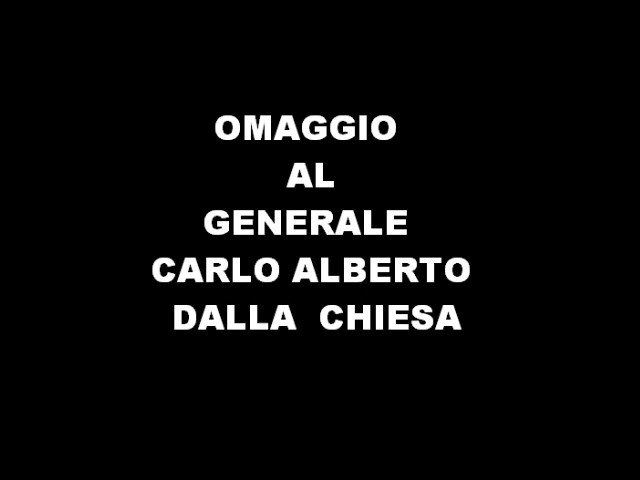 OMAGGIO
AL
GENERALE
CARLO ALBERTO
DALLA CHIESA